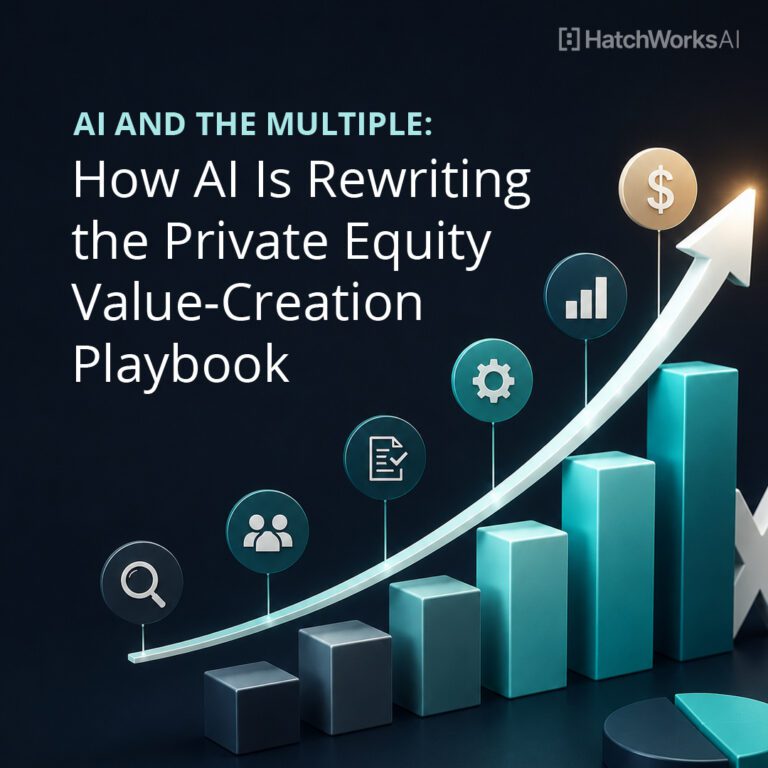 [:] HatchWorksAI
AI AND THE MULTIPLE:
How AI Is Rewriting
the Private Equity
Value-Creation
Playbook
$
X